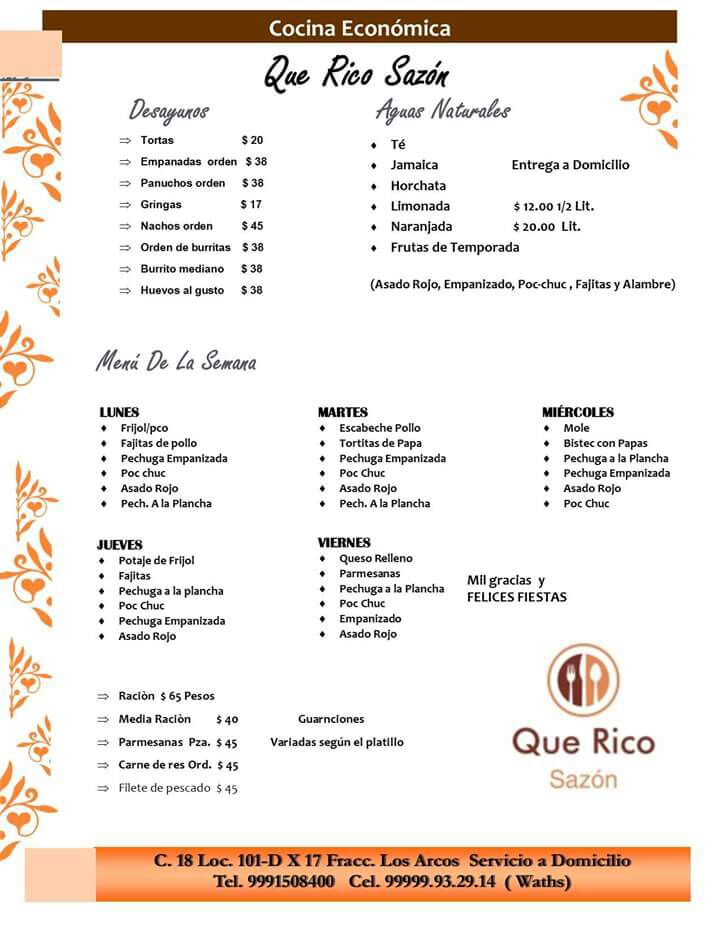 Cocina Económica
Que Rico Sazón
Desayunos
⇒ Tortas $ 20
⇒ Empanadas orden $ 38
⇒ Panuchos orden $ 38
⇒ Gringas $ 17
⇒ Nachos orden $ 45
⇒ Orden de burritas $ 38
⇒ Burrito mediano $ 38
⇒ Huevos al gusto $ 38
Aguas Naturales
♦ Té
♦ Jamaica Entrega a Domicilio
♦ Horchata
♦ Limonada $ 12.00 1/2 Lit.
♦ Naranjada $ 20.00 Lit.
♦ Frutas de Temporada
(Asado Rojo, Empanizado, Poc-chuc , Fajitas y Alambre)
Menú De La Semana
LUNES
♦ Frijol/pco
♦ Fajitas de pollo
♦ Pechuga Empanizada
♦ Poc chuc
♦ Asado Rojo
♦ Pech. A la Plancha
MARTES
♦ Escabeche Pollo
♦ Tortitas de Papa
♦ Pechuga Empanizada
♦ Poc Chuc
♦ Asado Rojo
♦ Pech. A la Plancha
MIÉRCOLES
♦ Mole
♦ Bistec con Papas
♦ Pechuga a la Plancha
♦ Pechuga Empanizada
♦ Asado Rojo
♦ Poc Chuc
JUEVES
♦ Potaje de Frijol
♦ Fajitas
♦ Pechuga a la plancha
♦ Poc Chuc
♦ Pechuga Empanizada
♦ Asado Rojo
VIERNES
♦ Queso Relleno
♦ Parmesanas
♦ Pechuga a la Plancha
♦ Poc Chuc
♦ Empanizado
♦ Asado Rojo
Mil gracias y
FELICES FIESTAS
⇒ Raciòn $ 65 Pesos
⇒ Media Raciòn $ 40 Guarnciones
⇒ Parmesanas Pza. $ 45 Variadas según el platillo
⇒ Carne de res Ord. $ 45
⇒ Filete de pescado $ 45
Que Rico
Sazón
C. 18 Loc. 101-D X 17 Fracc. Los Arcos Servicio a Domicilio
Tel. 9991508400 Cel. 99999.93.29.14 ( Waths)